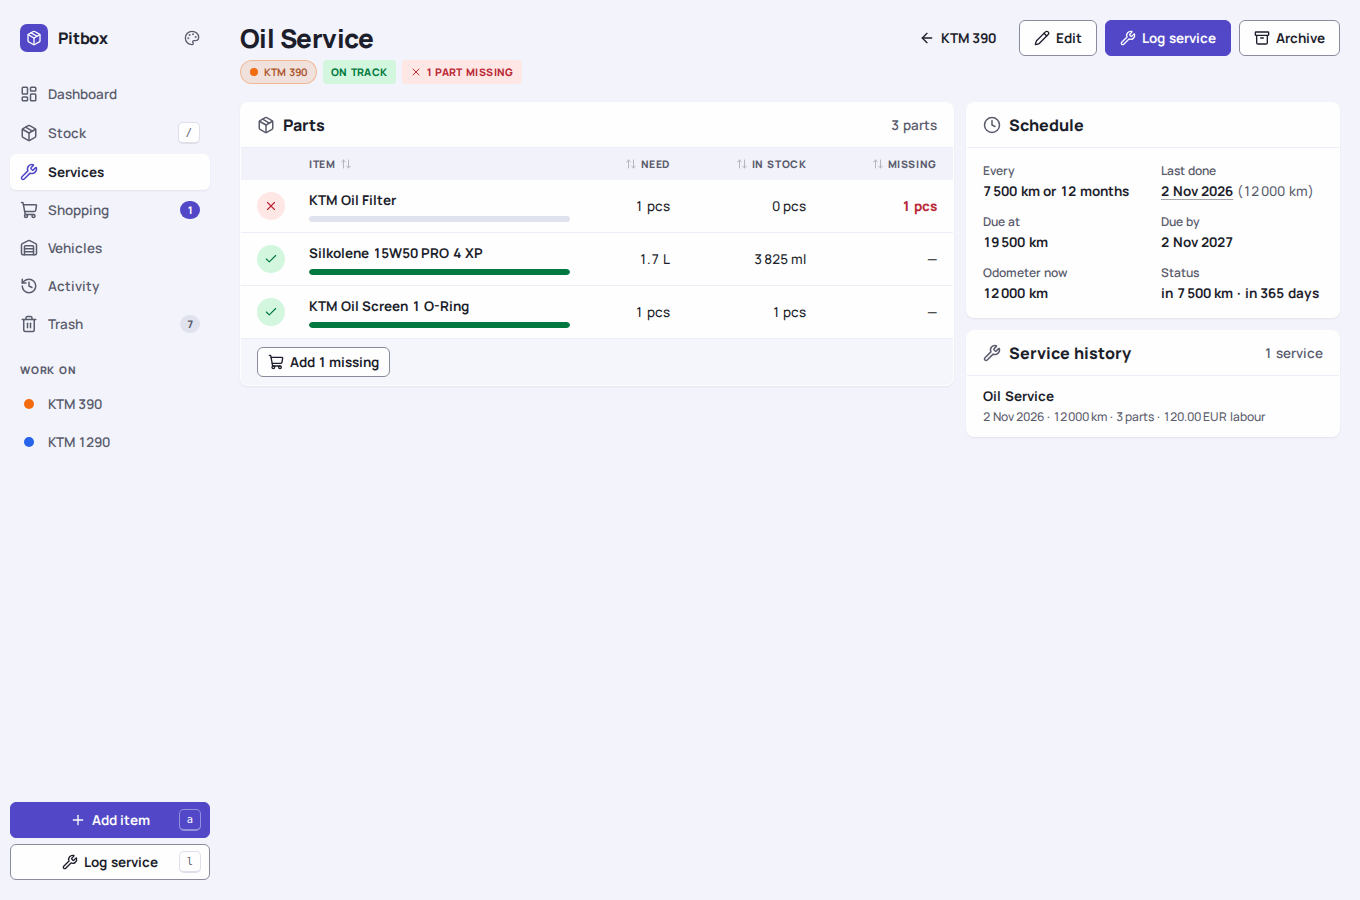 Pitbox
Dashboard
Stock /
Services
Shopping 1
Vehicles
Activity
Trash 7
WORK ON
KTM 390
KTM 1290
+ Add item a
Log service l
Oil Service
← KTM 390 Edit Log service Archive
KTM 390 ON TRACK 1 PART MISSING
Parts 3 parts
ITEM NEED IN STOCK MISSING
KTM Oil Filter 1 pcs 0 pcs 1 pcs
Silkolene 15W50 PRO 4 XP 1.7 L 3 825 ml –
KTM Oil Screen 1 O-Ring 1 pcs 1 pcs –
Add 1 missing
Schedule
Every Last done
7 500 km or 12 months 2 Nov 2026 (12 000 km)
Due at Due by
19 500 km 2 Nov 2027
Odometer now Status
12 000 km in 7 500 km · in 365 days
Service history 1 service
Oil Service
2 Nov 2026 · 12 000 km · 3 parts · 120.00 EUR labour